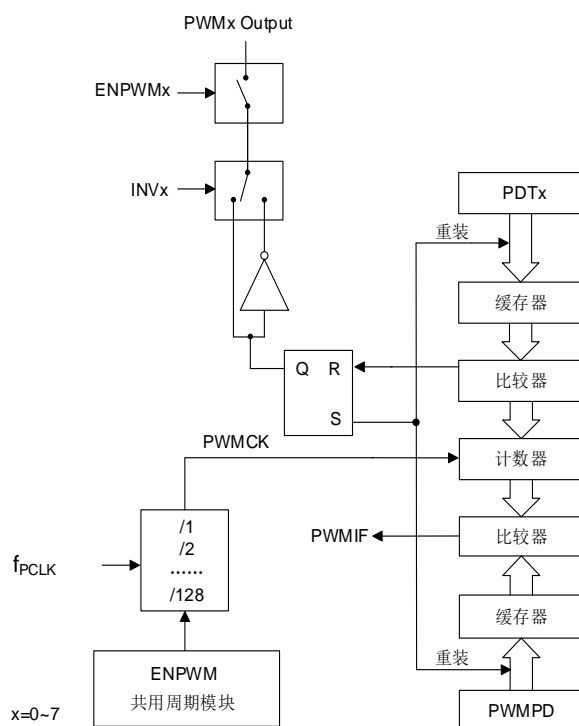 PWMx Output
ENPWMx
INVx
PDTx
重装
缓存器
Q R
S
比较器
PWMCK
计数器
PWMIF
比较器
fPCLK
/1
/2
......
/128
缓存器
重装
ENPWM
共用周期模块
PWMPD
x=0~7